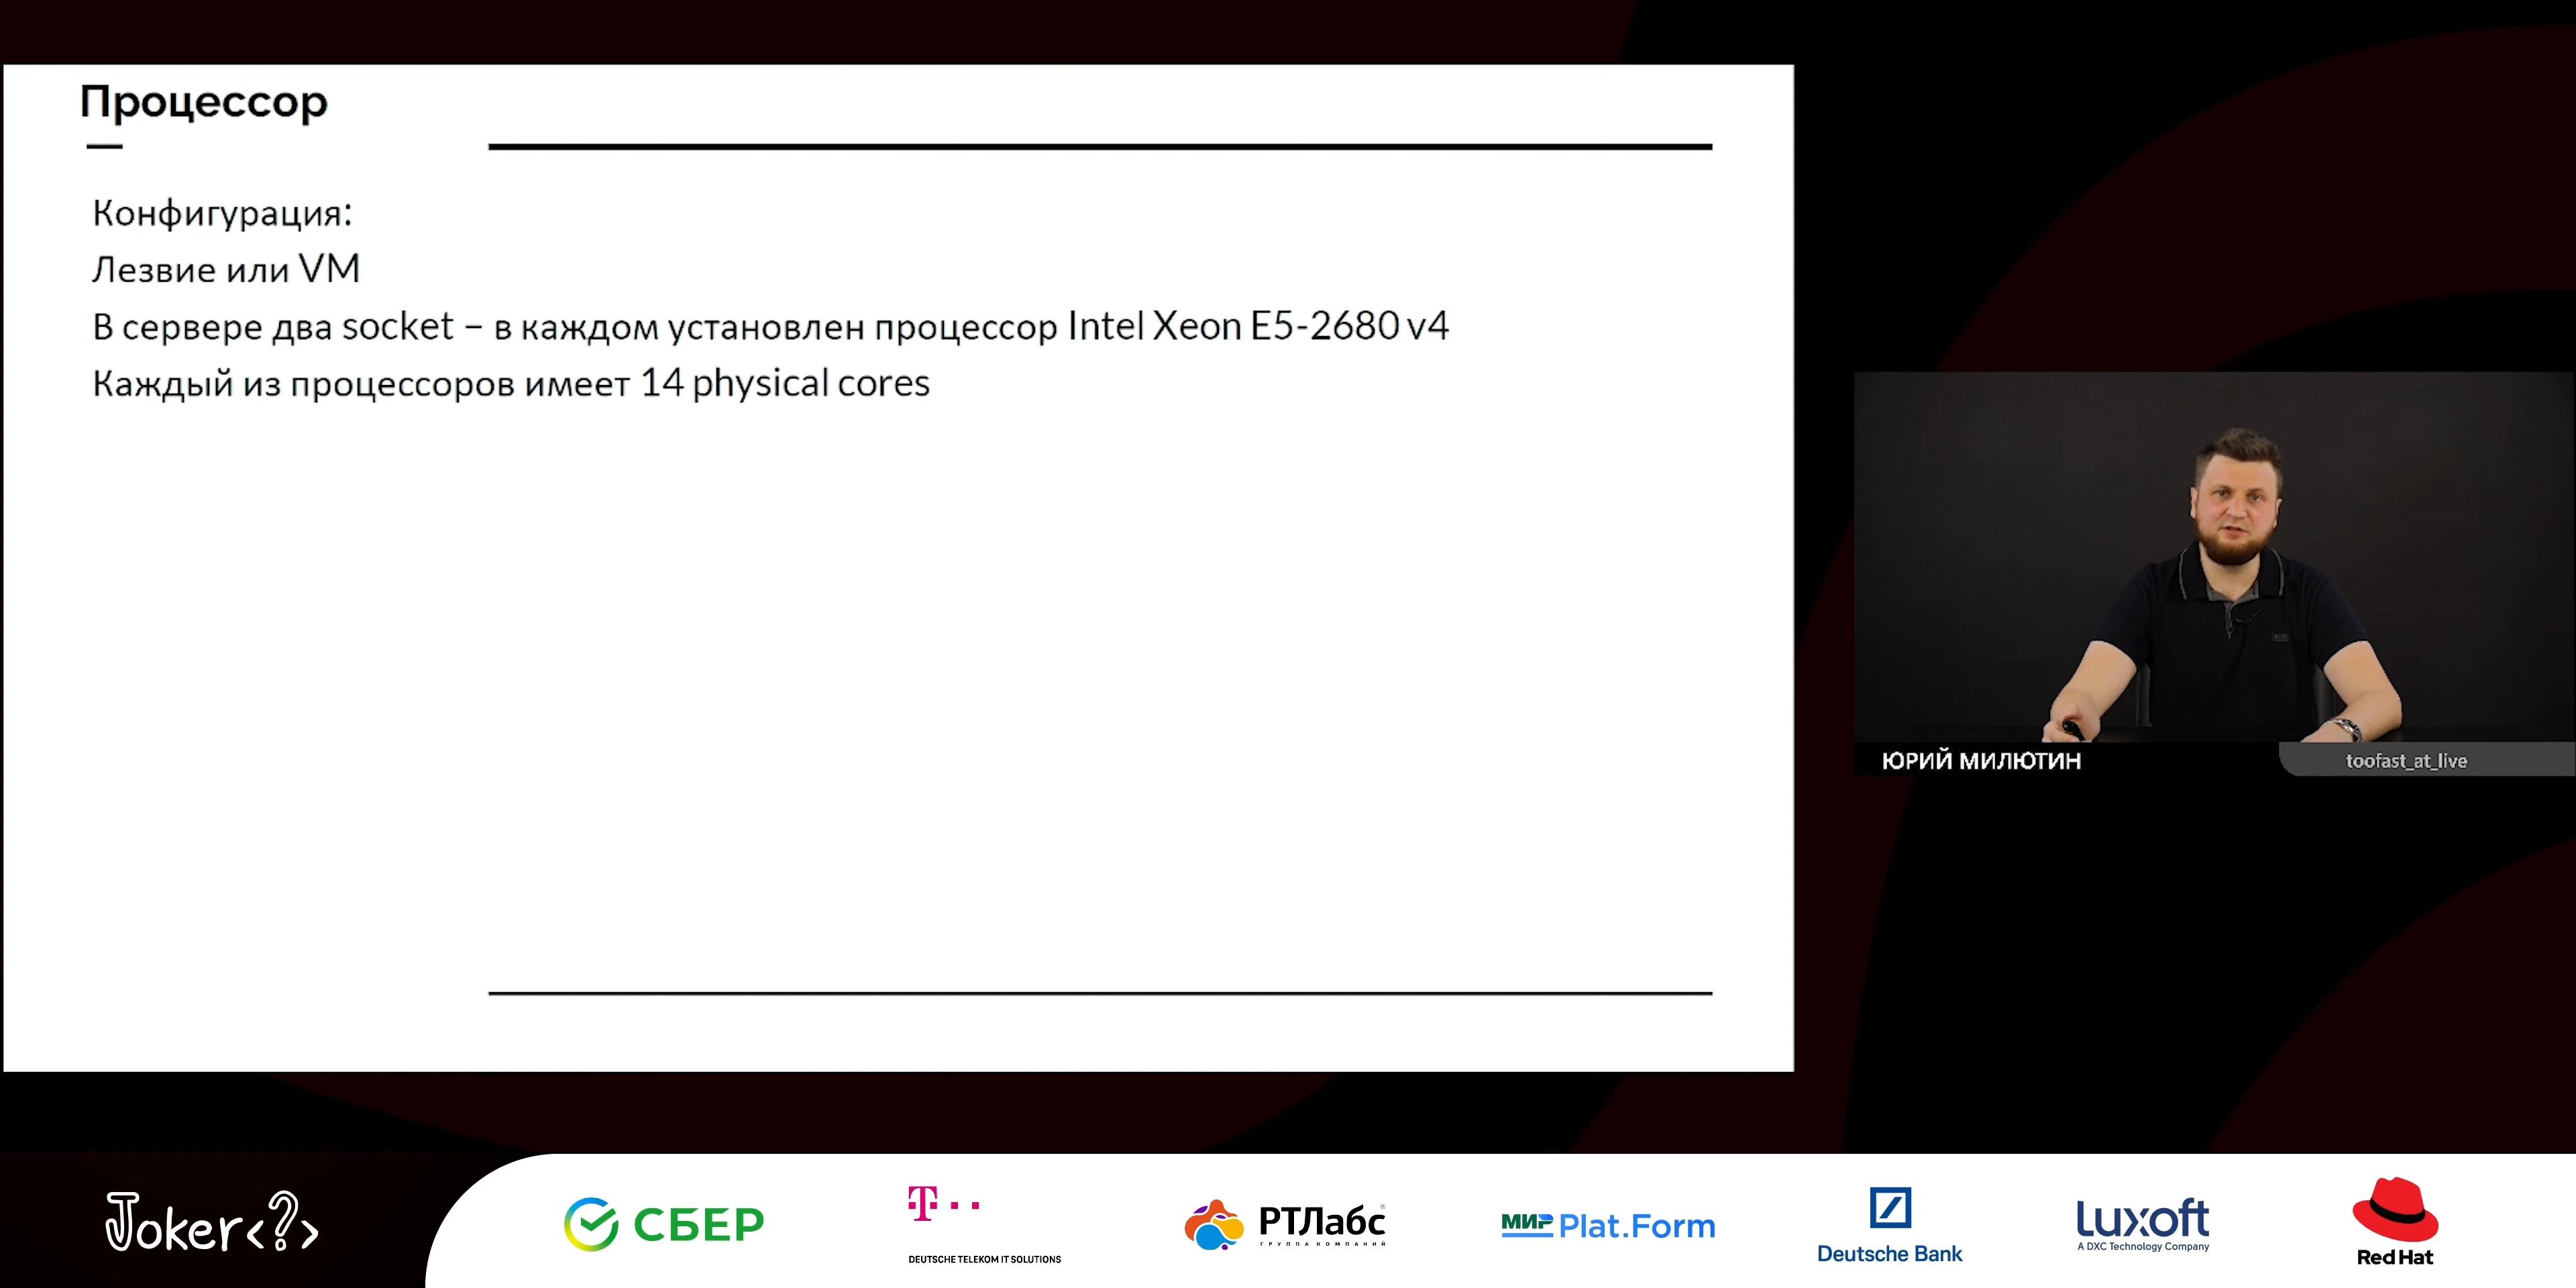 Процессор
Конфигурация:
Лезвие или VM
В сервере два socket – в каждом установлен процессор Intel Xeon E5-2680 v4
Каждый из процессоров имеет 14 physical cores
ЮРИЙ МИЛЮТИН
toofast_at_live
Joker<?>
СБЕР
T
DEUTSCHE TELEKOM IT SOLUTIONS
РТЛабс
ГРУППА КОМПАНИЙ
МИР Plat.Form
Deutsche Bank
Luxoft
A DXC Technology Company
Red Hat